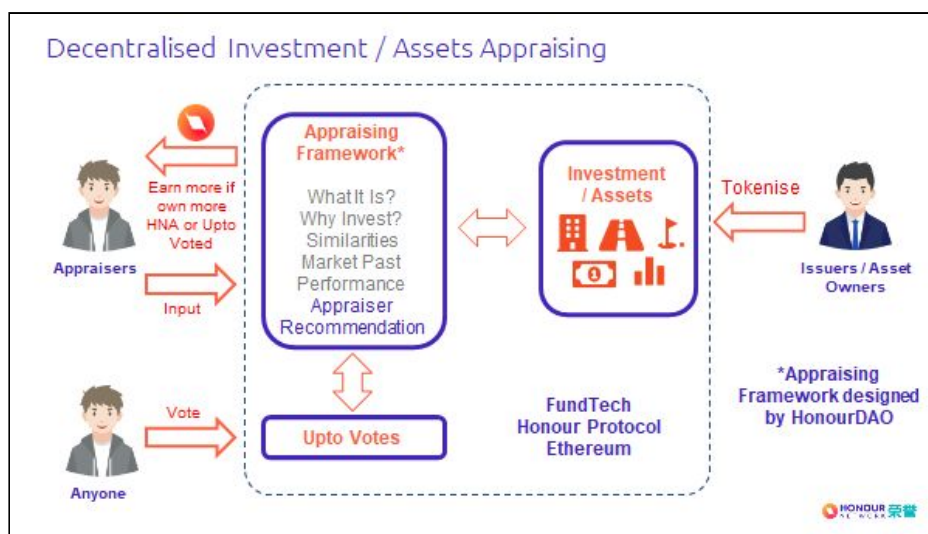 Decentralised Investment / Assets Appraising
Appraising
Framework*
What It Is?
Why Invest?
Similarities
Market Past
Performance
Appraiser
Recommendation
Investment
/ Assets
1
Tokenise
Issuers / Asset
Owners
Earn more if
own more
HNA or Upto
Voted
Appraisers
Input
Vote
Anyone
Upto Votes
FundTech
Honour Protocol
Ethereum
*Appraising
Framework designed
by HonourDAO
HONOUR
NETWORK
荣誉